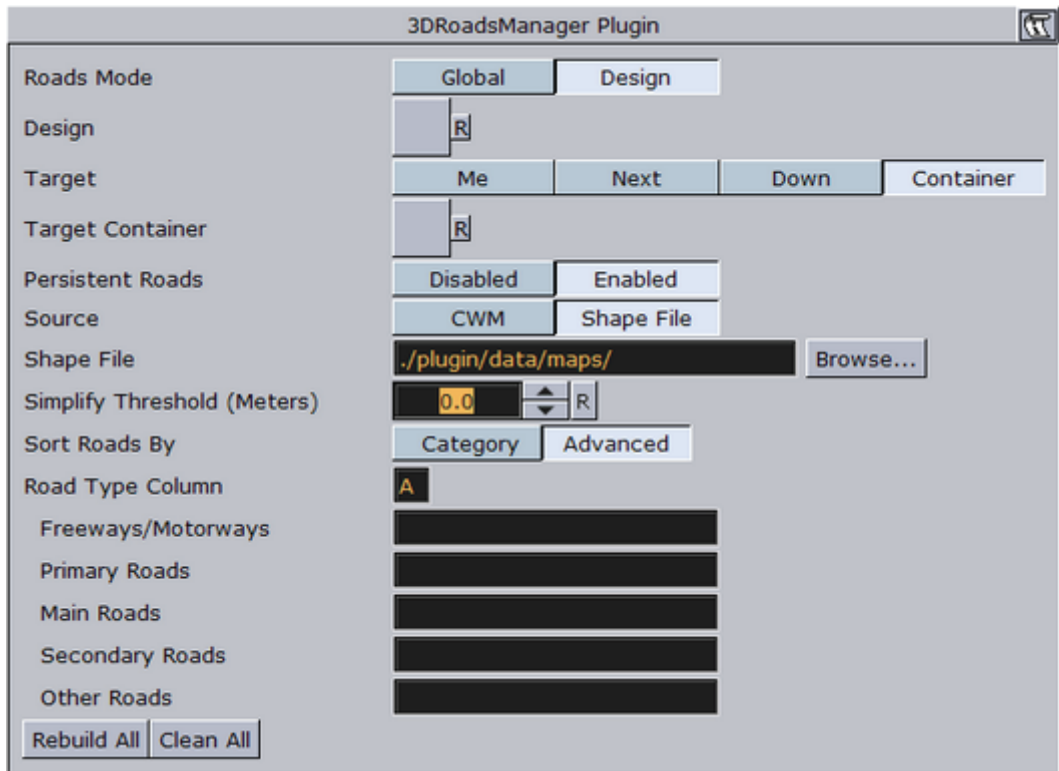 3DRoadsManager Plugin
Roads Mode Global Design
Design R
Target Me Next Down Container
Target Container R
Persistent Roads Disabled Enabled
Source CWM Shape File
Shape File ./plugin/data/maps/ Browse...
Simplify Threshold (Meters) 0.0 R
Sort Roads By Category Advanced
Road Type Column A
Freeways/Motorways
Primary Roads
Main Roads
Secondary Roads
Other Roads
Rebuild All Clean All